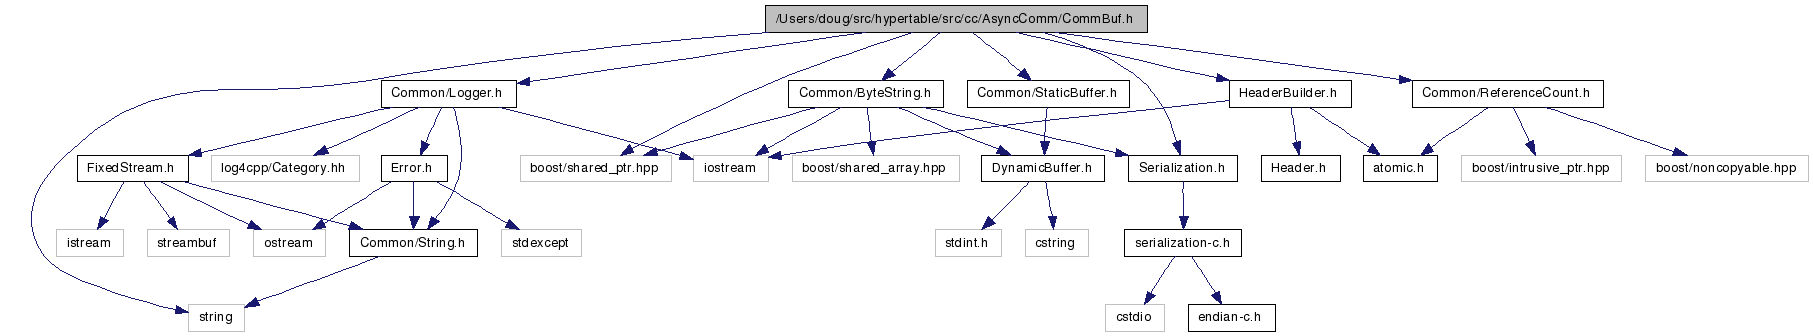 /Users/doug/src/hypertable/src/cc/AsyncComm/CommBuf.h
Common/Logger.h
Common/ByteString.h
Common/StaticBuffer.h
HeaderBuilder.h
Common/ReferenceCount.h
FixedStream.h
log4cpp/Category.hh
Error.h
boost/shared_ptr.hpp
iostream
boost/shared_array.hpp
DynamicBuffer.h
Serialization.h
Header.h
atomic.h
boost/intrusive_ptr.hpp
boost/noncopyable.hpp
istream
streambuf
ostream
Common/String.h
stdexcept
stdint.h
cstring
serialization-c.h
string
cstdio
endian-c.h